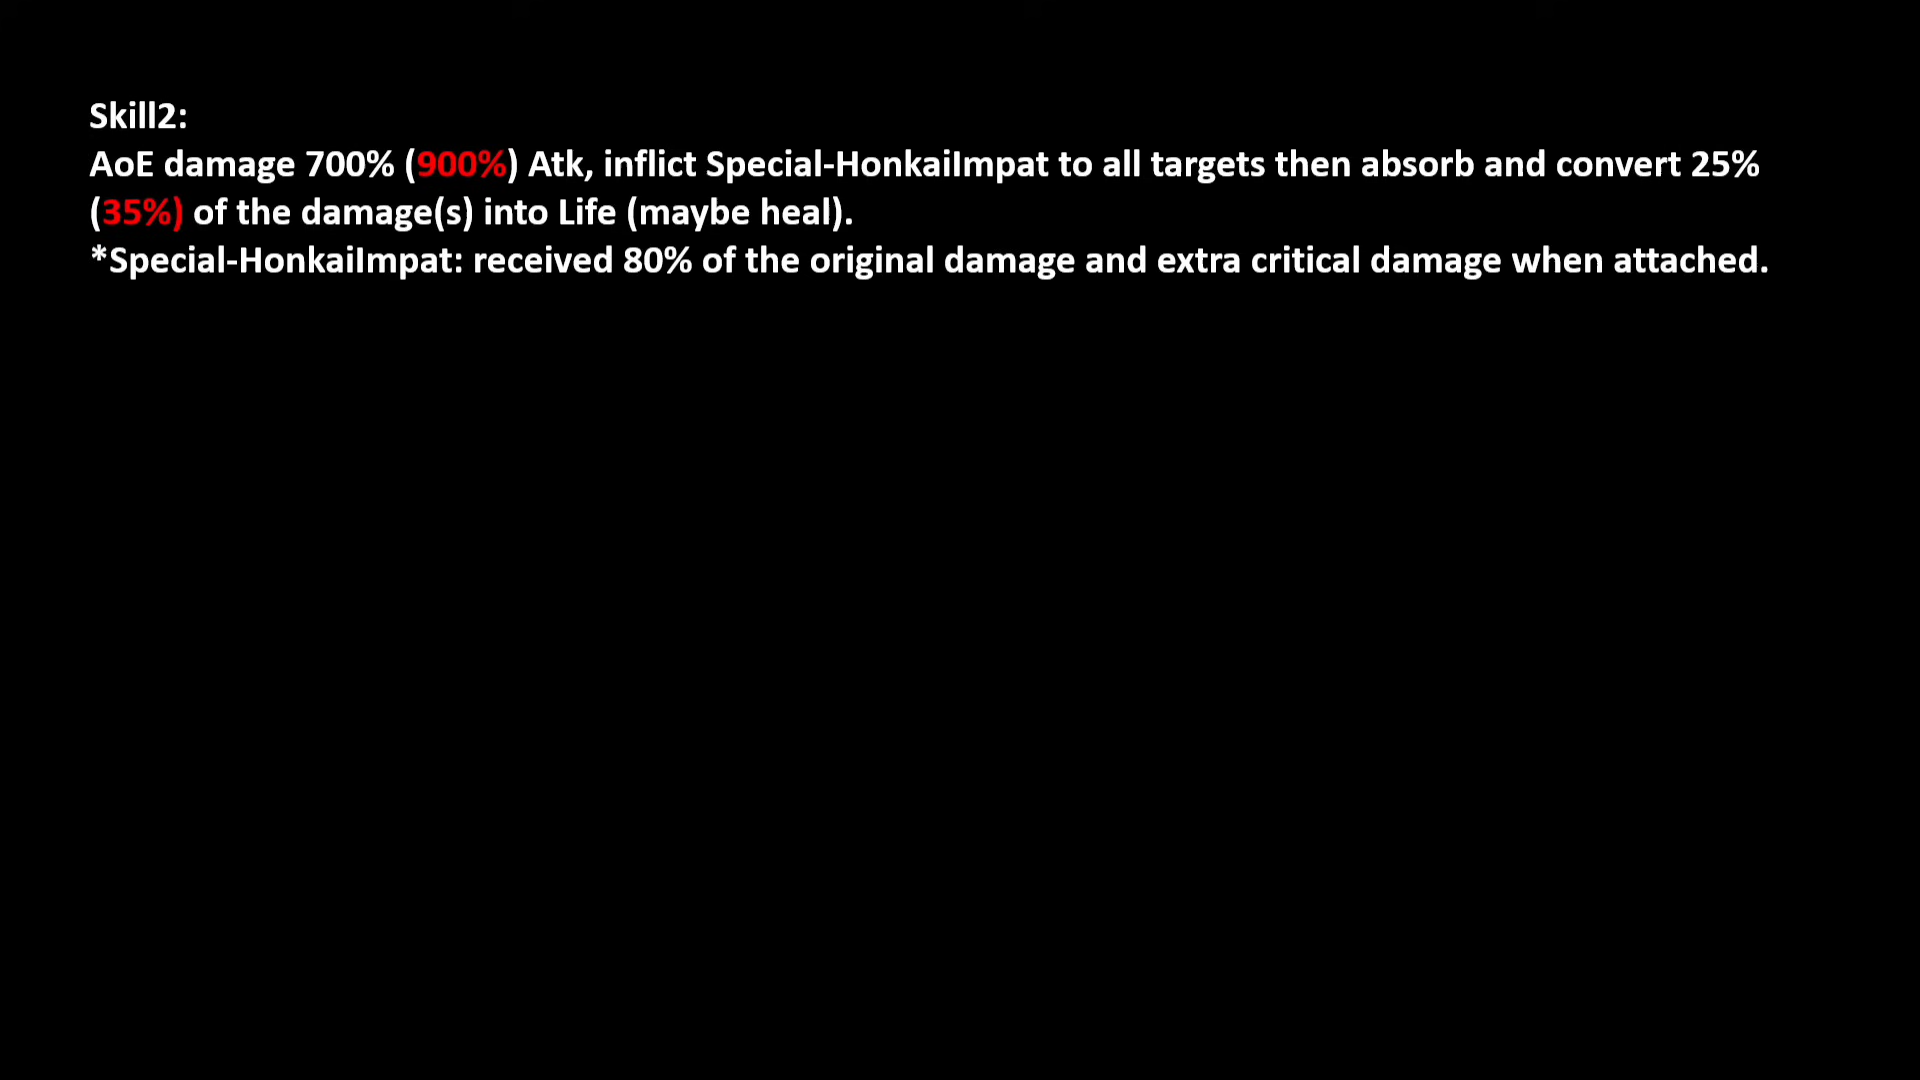 Skill2:
AoE damage 700% (900%) Atk, inflict Special-HonkaiImpat to all targets then absorb and convert 25%
(35%) of the damage(s) into Life (maybe heal).
*Special-HonkaiImpat: received 80% of the original damage and extra critical damage when attached.